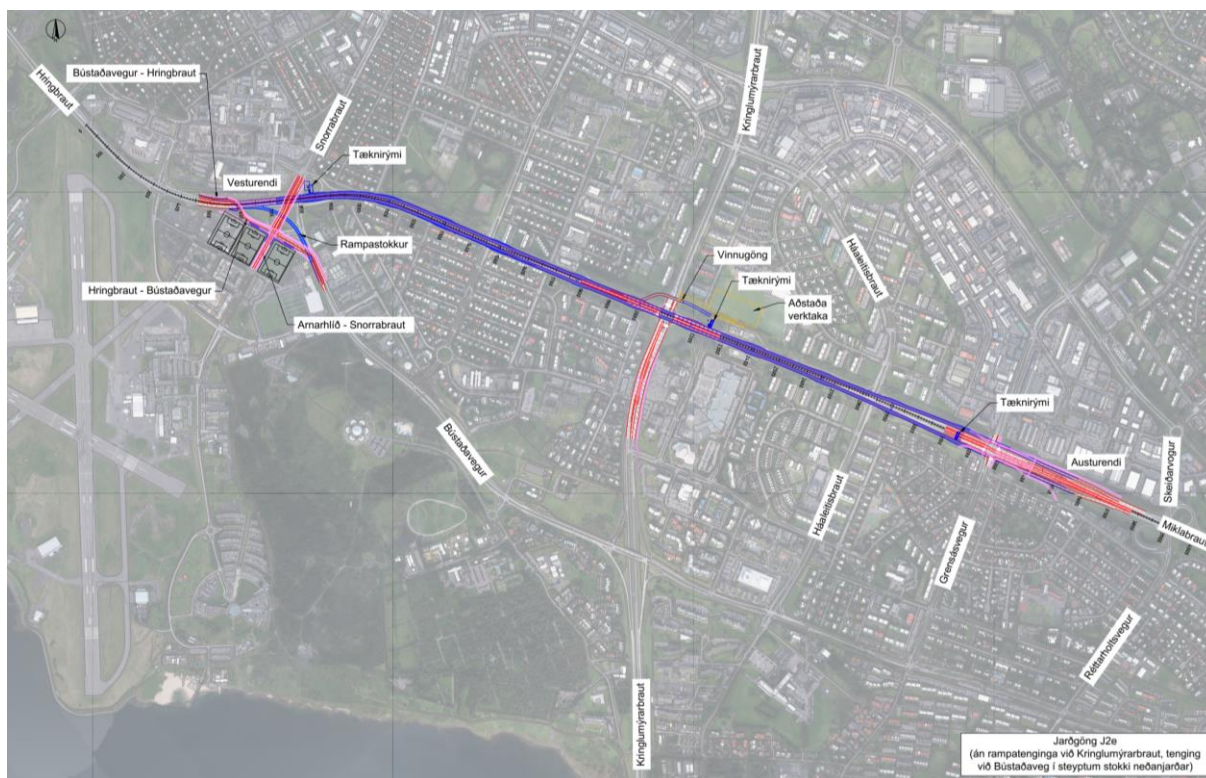 Hringbraut
Bústaðavegur - Hringbraut
Vesturendi
Snorrabraut
Tæknirými
Rampastokkur
Hringbraut - Bústaðavegur
Arnarhlíð - Snorrabraut
Kringlumýrarbraut
Vinnugöng
Tæknirými
Aðstaða
verktaka
Háaleitisbraut
Tæknirými
Austurendi
Skeiðarvogur
Miklabraut
Bústaðavegur
Háaleitisbraut
Grensásvegur
Réttarholtsvegur
Kringlumýrarbraut
Jarðgöng J2e
(án rampatenginga við Kringlumýrarbraut, tenging
við Bústaðaveg í steyptum stokki neðanjarðar)